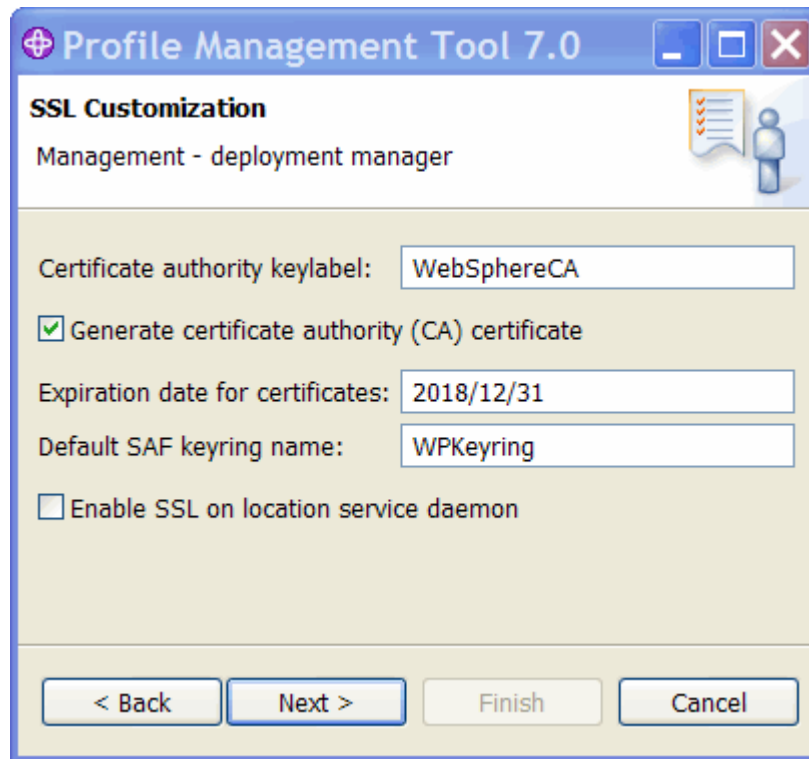 Profile Management Tool 7.0
SSL Customization
Management - deployment manager
Certificate authority keylabel: WebSphereCA
Generate certificate authority (CA) certificate
Expiration date for certificates: 2018/12/31
Default SAF keyring name: WPKeyring
Enable SSL on location service daemon
< Back Next > Finish Cancel